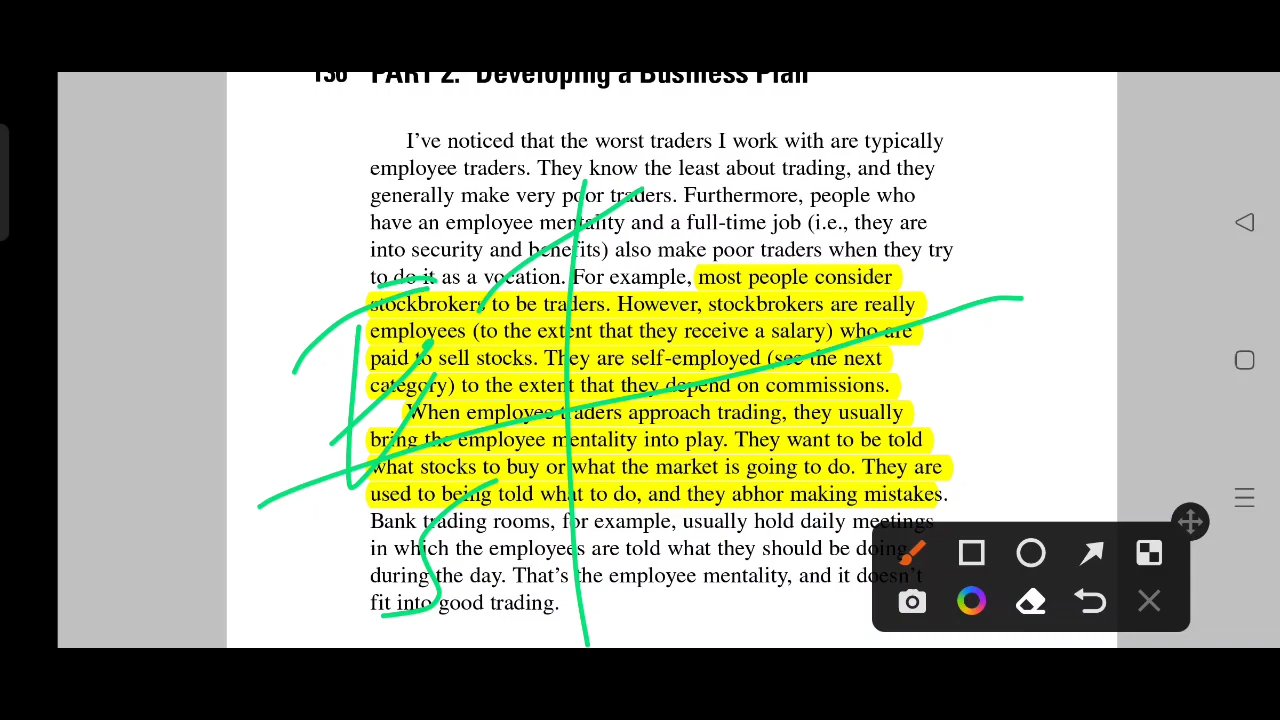 130 PART 2: Developing a Business Plan
I’ve noticed that the worst traders I work with are typically
employee traders. They know the least about trading, and they
generally make very poor traders. Furthermore, people who
have an employee mentality and a full-time job (i.e., they are
into security and benefits) also make poor traders when they try
to do it as a vocation. For example, most people consider
stockbrokers to be traders. However, stockbrokers are really
employees (to the extent that they receive a salary) who are
paid to sell stocks. They are self-employed (see the next
category) to the extent that they depend on commissions.
When employee traders approach trading, they usually
bring the employee mentality into play. They want to be told
what stocks to buy or what the market is going to do. They are
used to being told what to do, and they abhor making mistakes.
Bank trading rooms, for example, usually hold daily meetings
in which the employees are told what they should be doing
during the day. That’s the employee mentality, and it doesn’t
fit into good trading.